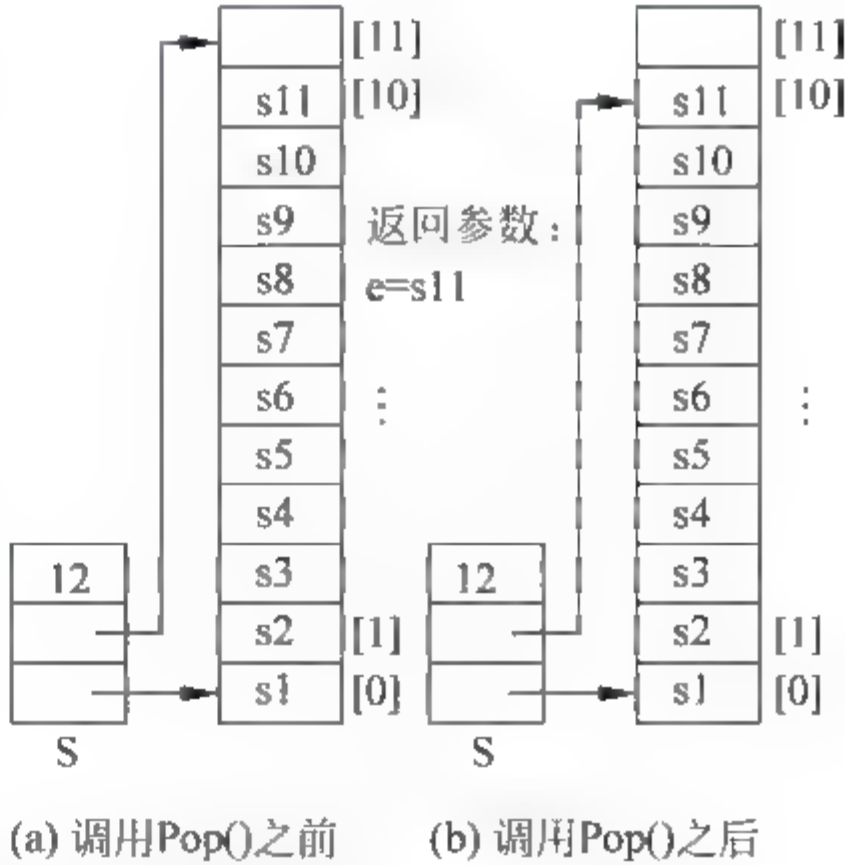 [11]
s11 [10]
s10
s9
s8
s7
s6
⋮
s5
s4
s3
s2 [1]
s1 [0]
12
S
返回参数：
e=s11
[11]
s11 [10]
s10
s9
s8
s7
s6
⋮
s5
s4
s3
s2 [1]
s1 [0]
12
S
(a) 调用Pop()之前
(b) 调用Pop()之后